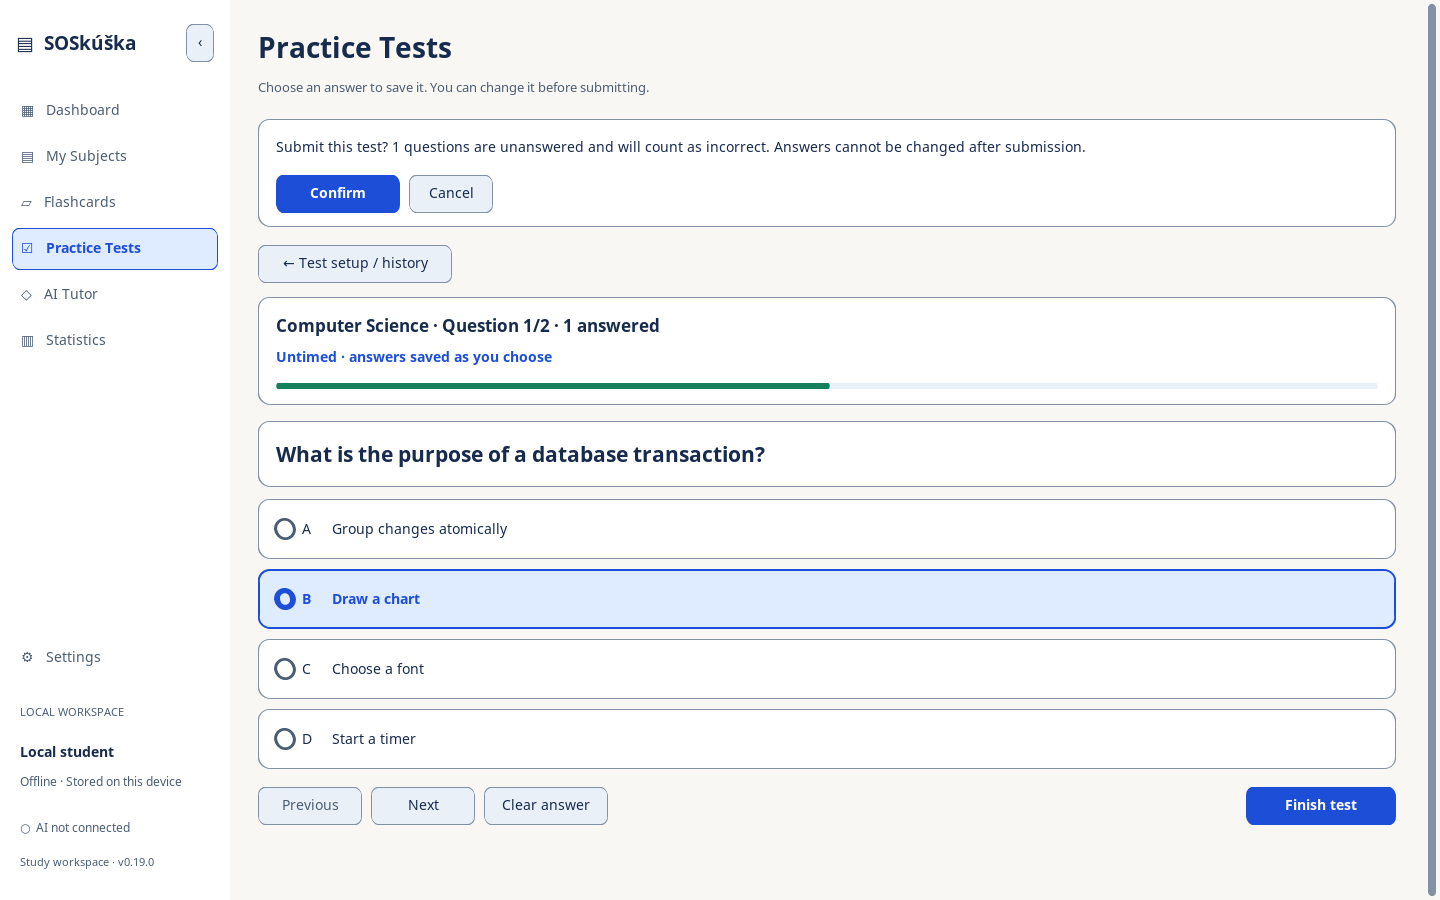 SOSkúška
‹
Dashboard
My Subjects
Flashcards
Practice Tests
AI Tutor
Statistics
Settings
LOCAL WORKSPACE
Local student
Offline · Stored on this device
AI not connected
Study workspace · v0.19.0
Practice Tests
Choose an answer to save it. You can change it before submitting.
Submit this test? 1 questions are unanswered and will count as incorrect. Answers cannot be changed after submission.
Confirm
Cancel
← Test setup / history
Computer Science · Question 1/2 · 1 answered
Untimed · answers saved as you choose
What is the purpose of a database transaction?
A Group changes atomically
B Draw a chart
C Choose a font
D Start a timer
Previous
Next
Clear answer
Finish test